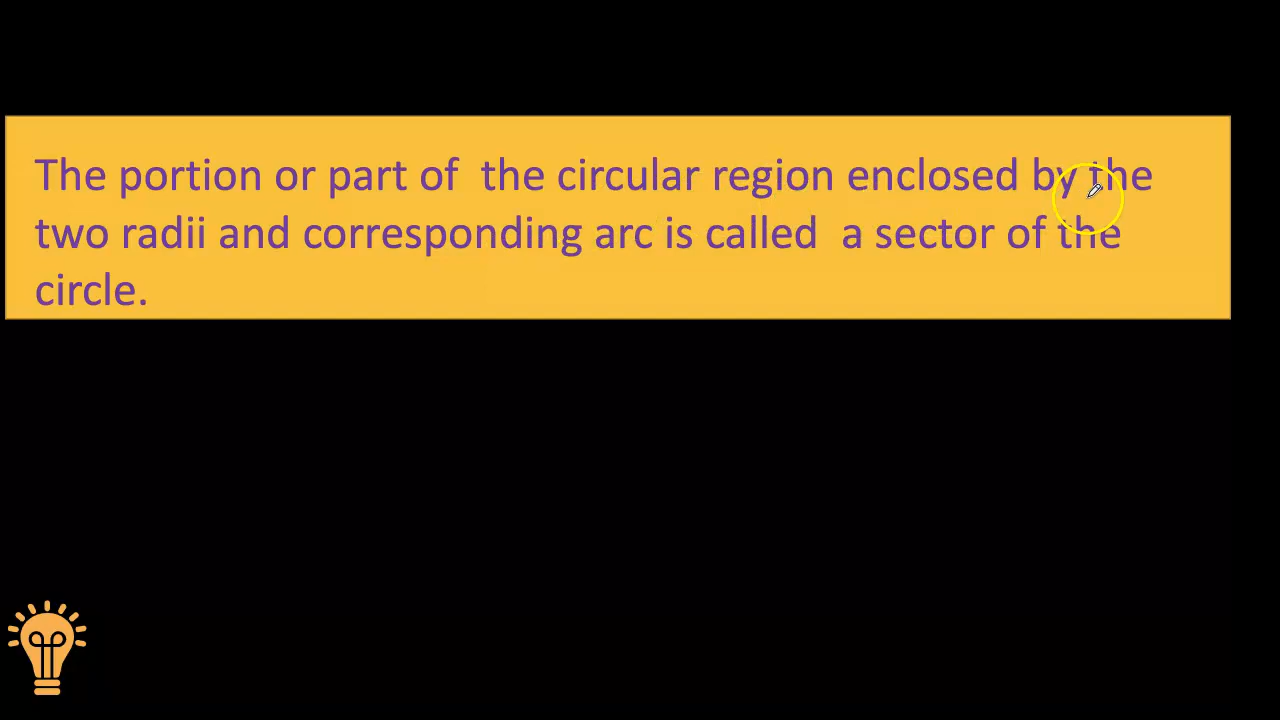 The portion or part of  the circular region enclosed by the
two radii and corresponding arc is called  a sector of the
circle.